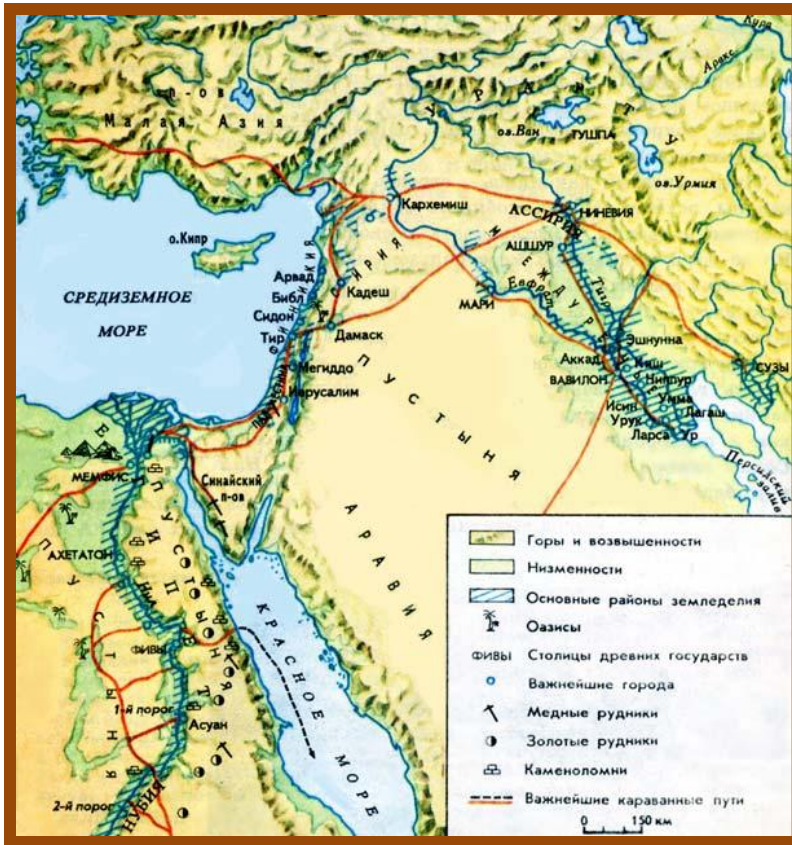 п-ов
Малая Азия
Кура
Аракс
УРАРТУ
оз.Ван
ТУШПА
оз.Урмия
о.Кипр
СРЕДИЗЕМНОЕ
МОРЕ
Кархемиш
АССИРИЯ
НИНЕВИЯ
АШШУР
МЕЖДУРЕЧЬЕ
Тигр
Евфрат
МАРИ
СИРИЯ
ФИНИКИЯ
Арвад
Библ
Сидон
Тир
Кадеш
Дамаск
Мегиддо
Иерусалим
ПАЛЕСТИНА
Эшнунна
Аккад
Киш
ВАВИЛОН
Ниппур
Умма
Исин
Лагаш
Урук
Ларса
Ур
СУЗЫ
Персидский
залив
ПУСТЫНЯ
АРАВИЯ
Синайский
п-ов
МЕМФИС
ЕГИПЕТ
ПУСТЫНЯ
АХЕТАТОН
Нил
ПУСТЫНЯ
ФИВЫ
1-й порог
Асуан
2-й порог
НУБИЯ
КРАСНОЕ МОРЕ
Горы и возвышенности
Низменности
Основные районы земледелия
Оазисы
ФИВЫ Столицы древних государств
Важнейшие города
Медные рудники
Золотые рудники
Каменоломни
Важнейшие караванные пути
0 150 км